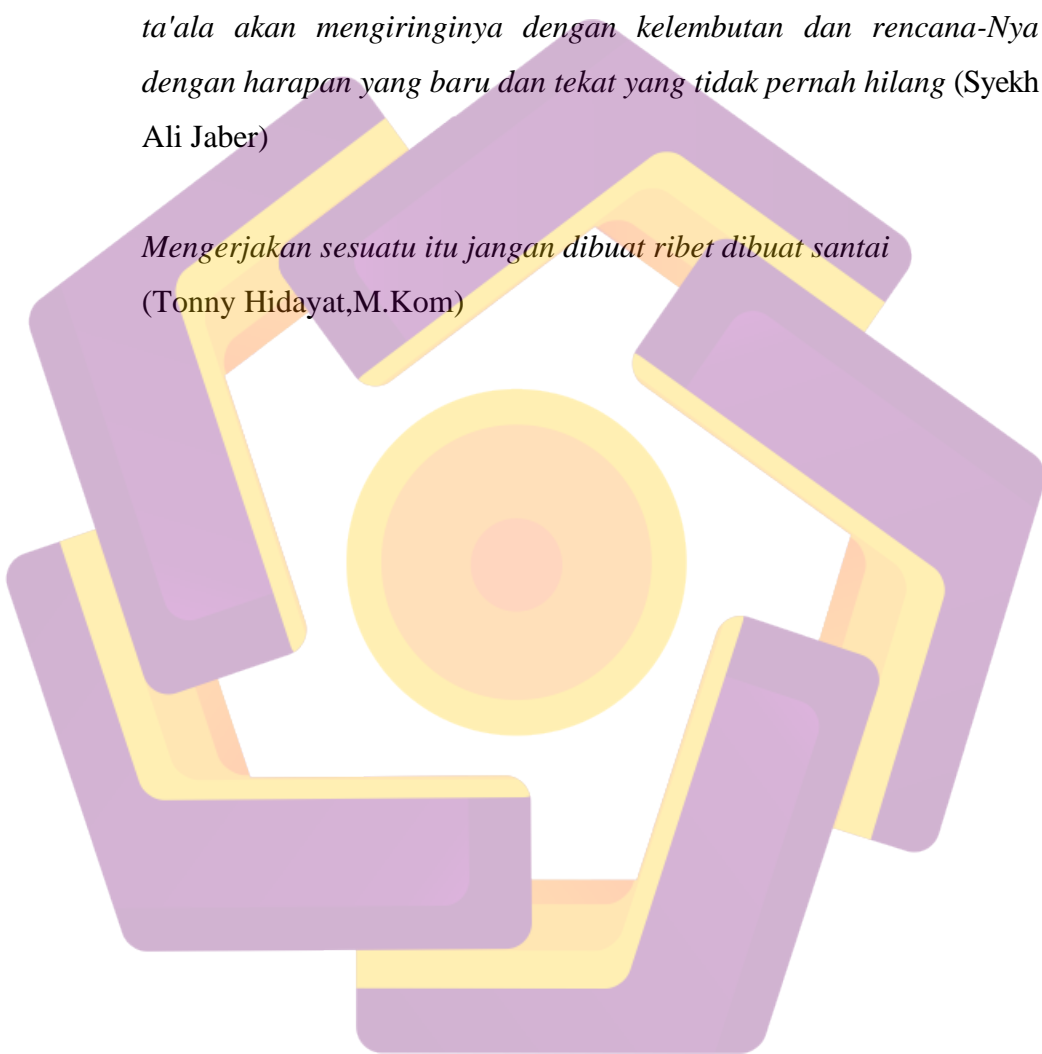 ta'ala akan mengiringinya dengan kelembutan dan rencana-Nya
dengan harapan yang baru dan tekat yang tidak pernah hilang (Syekh
Ali Jaber)
Mengerjakan sesuatu itu jangan dibuat ribet dibuat santai
(Tonny Hidayat,M.Kom)